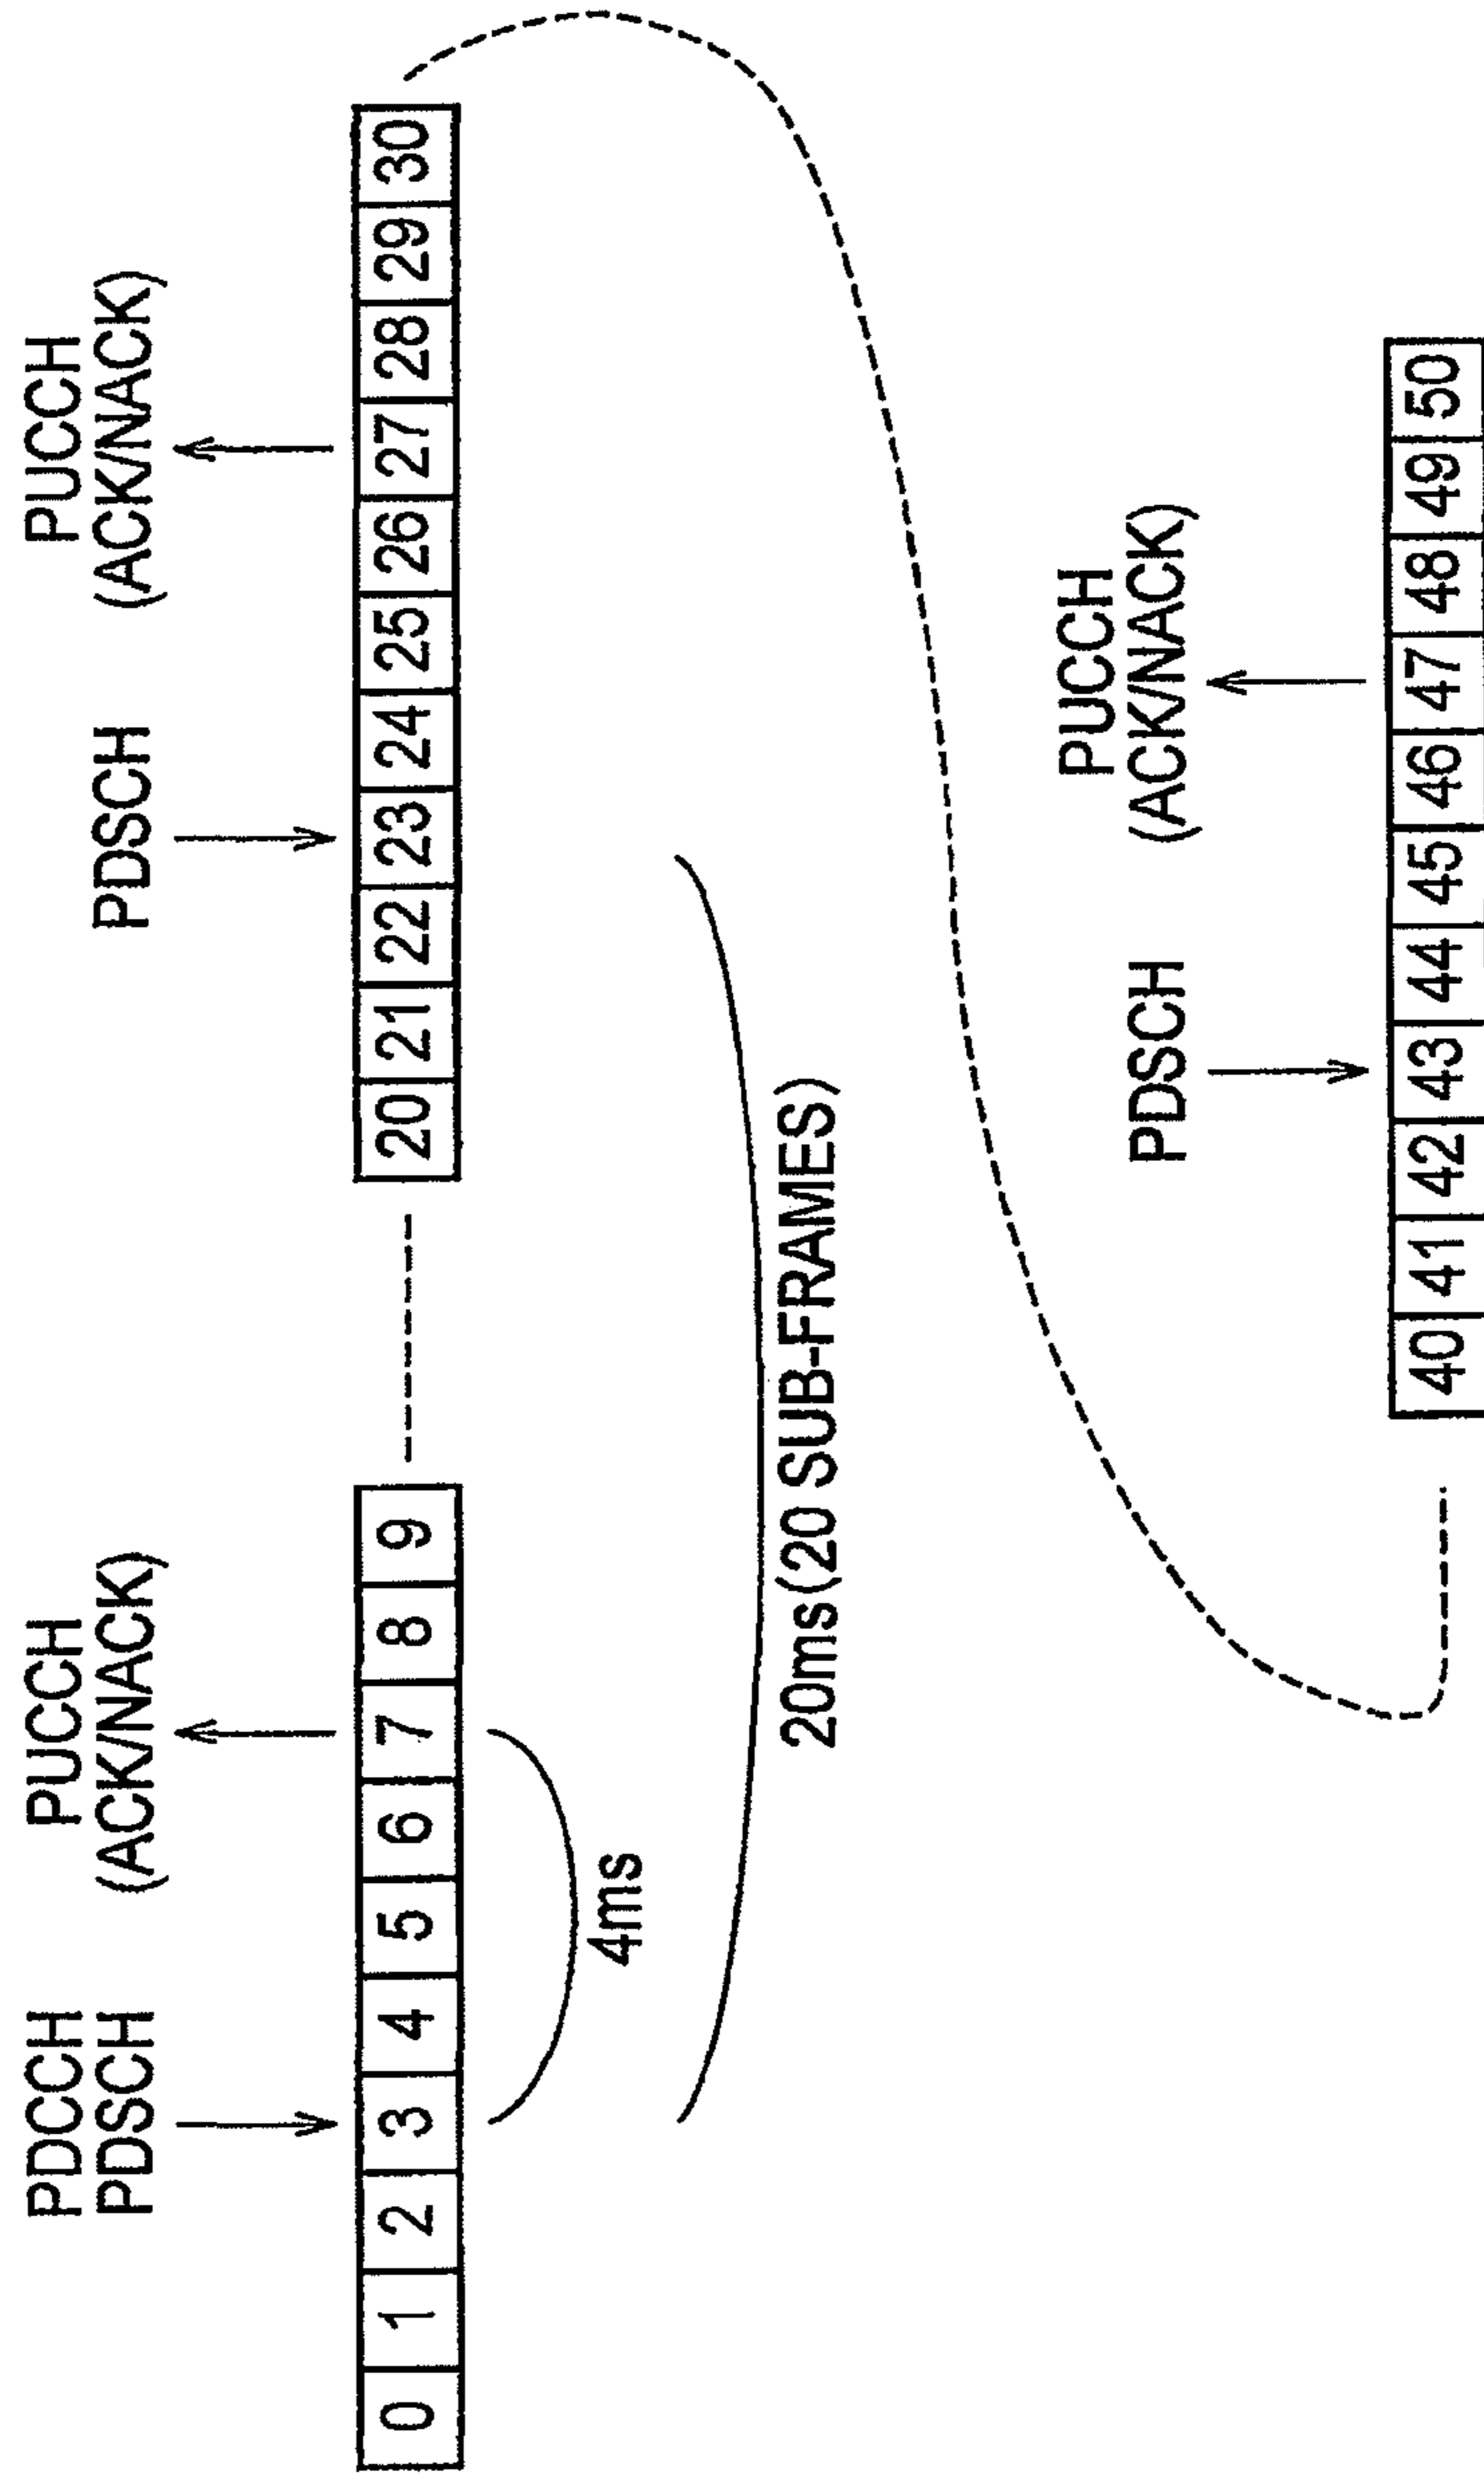 PDCCH
PDSCH
PUCCH
(ACK/NACK)
PDSCH
PUCCH
(ACK/NACK)
0 1 2 3 4 5 6 7 8 9
20 21 22 23 24 25 26 27 28 29 30
4ms
20ms(20 SUB-FRAMES)
PDSCH
PUCCH
(ACK/NACK)
40 41 42 43 44 45 46 47 48 49 50